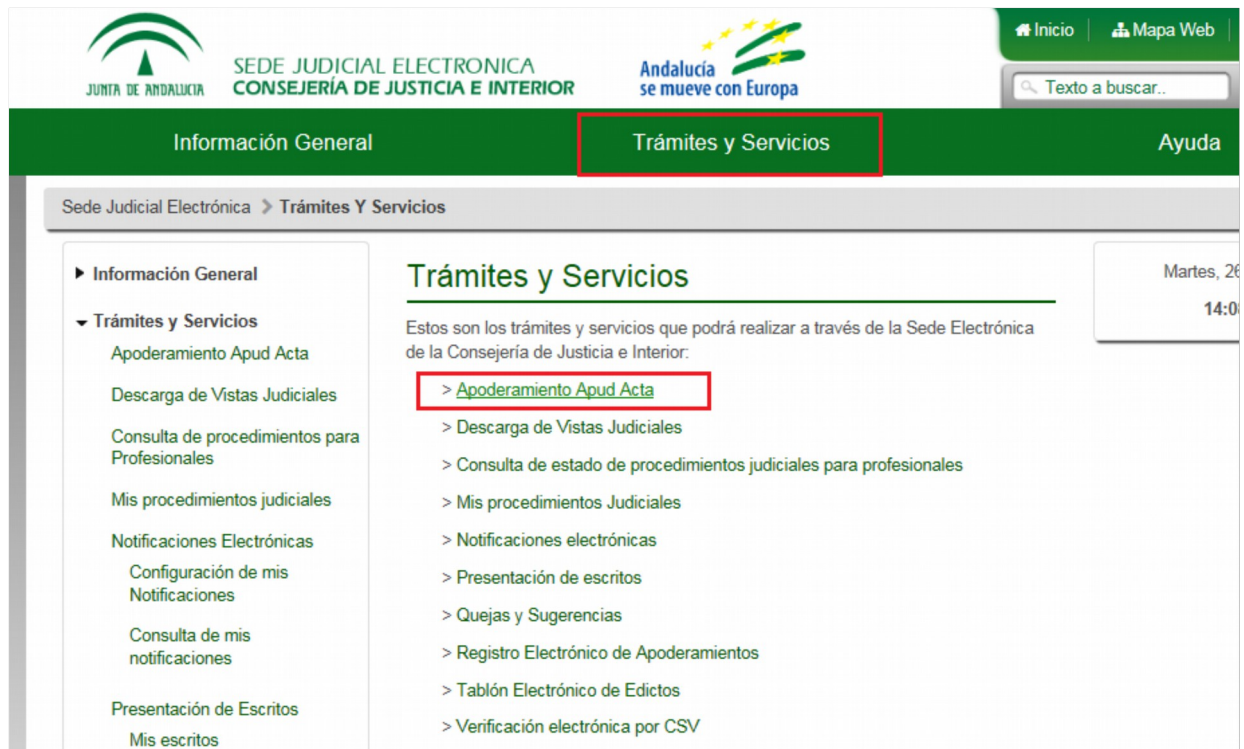 JUNTA DE ANDALUCIA
SEDE JUDICIAL ELECTRONICA
CONSEJERÍA DE JUSTICIA E INTERIOR
Andalucía
se mueve con Europa
Inicio
Mapa Web
Texto a buscar..
Información General
Trámites y Servicios
Ayuda
Sede Judicial Electrónica > Trámites Y Servicios
Información General
Trámites y Servicios
Apoderamiento Apud Acta
Descarga de Vistas Judiciales
Consulta de procedimientos para
Profesionales
Mis procedimientos judiciales
Notificaciones Electrónicas
Configuración de mis
Notificaciones
Consulta de mis
notificaciones
Presentación de Escritos
Mis escritos
Trámites y Servicios
Estos son los trámites y servicios que podrá realizar a través de la Sede Electrónica
de la Consejería de Justicia e Interior:
> Apoderamiento Apud Acta
> Descarga de Vistas Judiciales
> Consulta de estado de procedimientos judiciales para profesionales
> Mis procedimientos Judiciales
> Notificaciones electrónicas
> Presentación de escritos
> Quejas y Sugerencias
> Registro Electrónico de Apoderamientos
> Tablón Electrónico de Edictos
> Verificación electrónica por CSV
Martes, 26